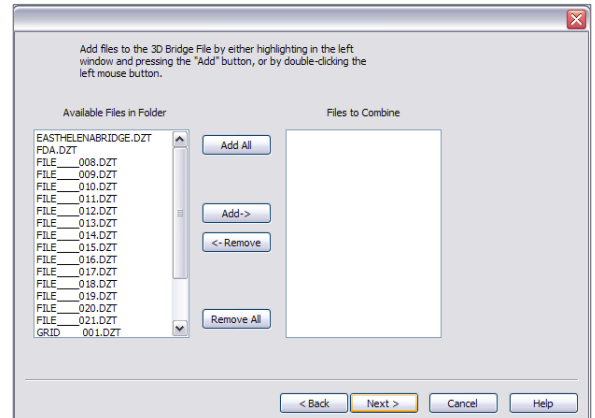 Add files to the 3D Bridge File by either highlighting in the left
window and pressing the "Add" button, or by double-clicking the
left mouse button.
Available Files in Folder
Files to Combine
EASTHELENABRIDGE.DZT
FDA.DZT
FILE____008.DZT
FILE____009.DZT
FILE____010.DZT
FILE____011.DZT
FILE____012.DZT
FILE____013.DZT
FILE____014.DZT
FILE____015.DZT
FILE____016.DZT
FILE____017.DZT
FILE____018.DZT
FILE____019.DZT
FILE____020.DZT
FILE____021.DZT
GRID____001.DZT
Add All
Add->
<- Remove
Remove All
< Back
Next >
Cancel
Help